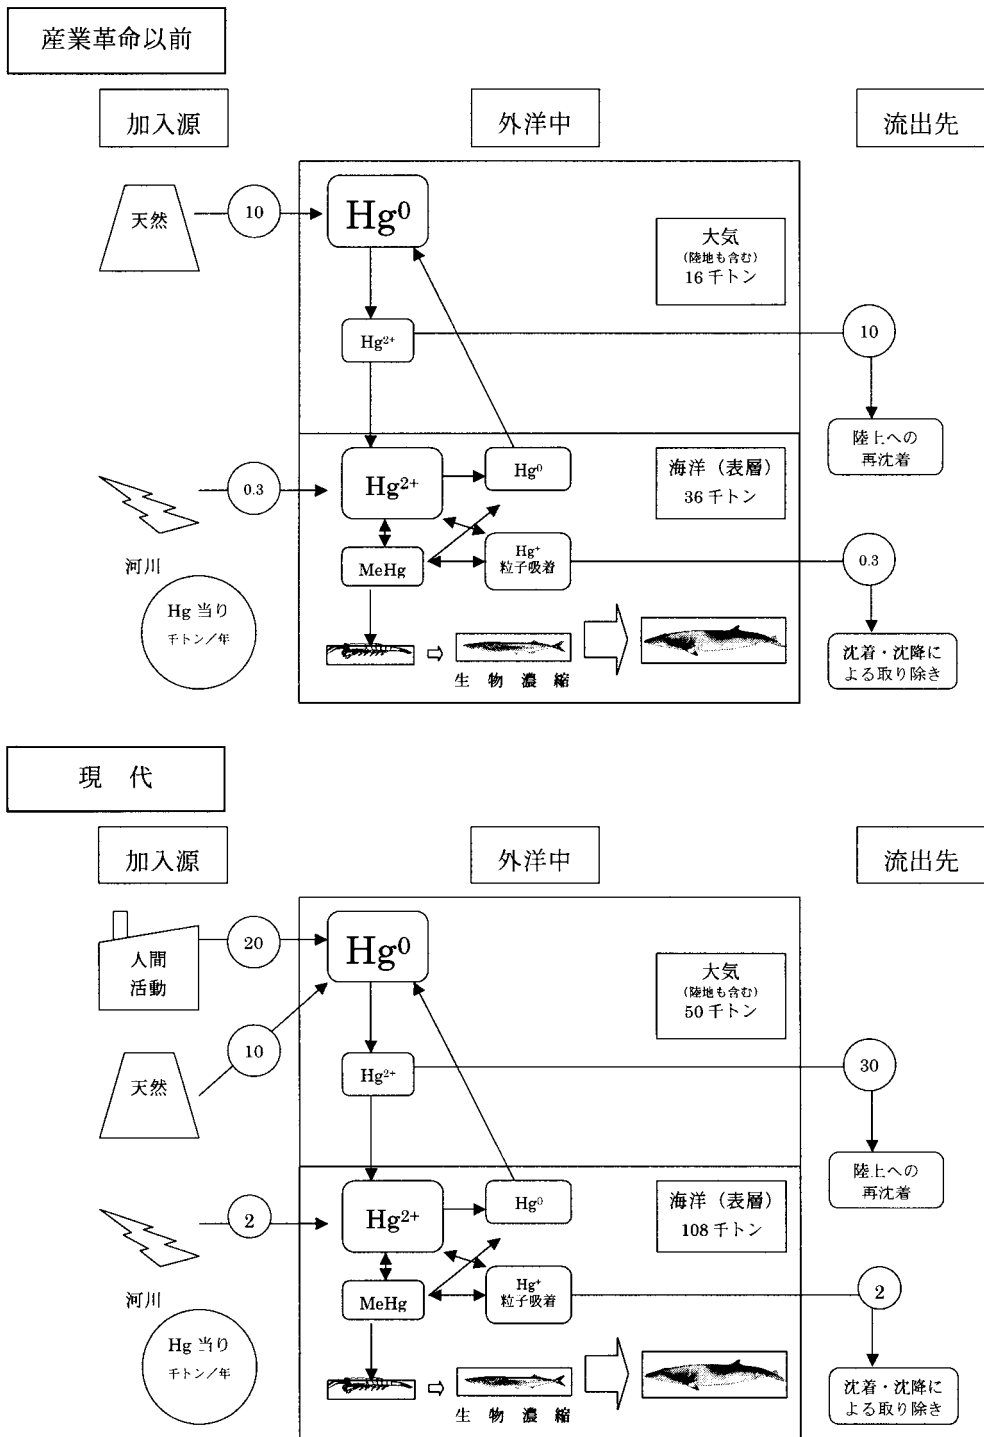 産業革命以前
加入源
外洋中
流出先
天然
10
Hg⁰
大気
(陸地も含む)
16千トン
Hg²⁺
10
陸上への
再沈着
0.3
Hg²⁺
Hg⁰
海洋（表層）
36千トン
河川
MeHg
Hg⁺
粒子吸着
0.3
Hg 当り
千トン／年
生物濃縮
沈着・沈降に
よる取り除き
現 代
加入源
外洋中
流出先
人間
活動
20
Hg⁰
大気
(陸地も含む)
50千トン
天然
10
Hg²⁺
30
陸上への
再沈着
2
Hg²⁺
Hg⁰
海洋（表層）
108千トン
河川
MeHg
Hg⁺
粒子吸着
2
Hg 当り
千トン／年
生物濃縮
沈着・沈降に
よる取り除き